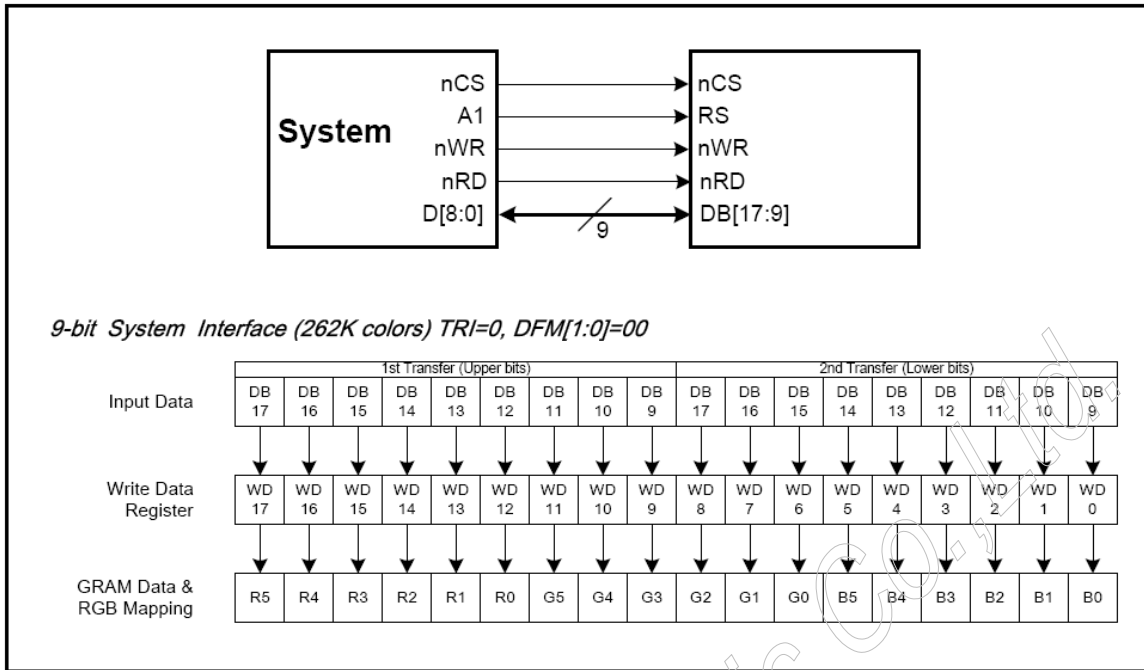 System
nCS
A1
nWR
nRD
D[8:0]
9
nCS
RS
nWR
nRD
DB[17:9]
9-bit System Interface (262K colors) TRI=0, DFM[1:0]=00
1st Transfer (Upper bits) 2nd Transfer (Lower bits)
Input Data
DB DB DB DB DB DB DB DB DB DB DB DB DB DB DB DB DB DB
17 16 15 14 13 12 11 10 9 17 16 15 14 13 12 11 10 9
Write Data
Register
WD WD WD WD WD WD WD WD WD WD WD WD WD WD WD WD WD WD
17 16 15 14 13 12 11 10 9 8 7 6 5 4 3 2 1 0
GRAM Data &
RGB Mapping
R5 R4 R3 R2 R1 R0 G5 G4 G3 G2 G1 G0 B5 B4 B3 B2 B1 B0
Co.,Ltd.